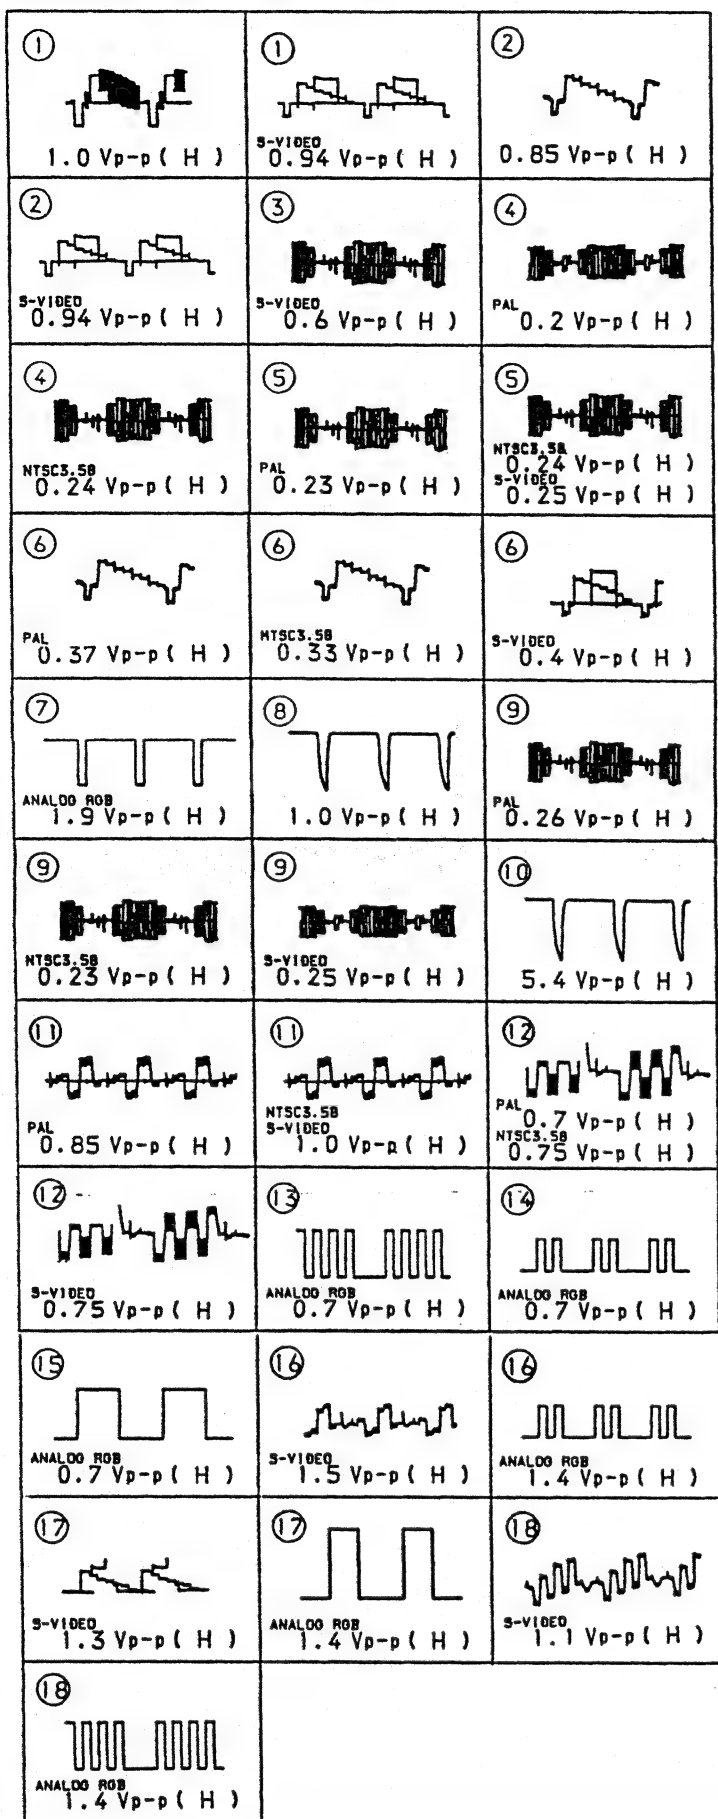 ①
1.0 Vp-p ( H )
①
S-VIDEO
0.94 Vp-p ( H )
②
0.85 Vp-p ( H )
②
S-VIDEO
0.94 Vp-p ( H )
③
S-VIDEO
0.6 Vp-p ( H )
④
PAL
0.2 Vp-p ( H )
④
NTSC3.58
0.24 Vp-p ( H )
⑤
PAL
0.23 Vp-p ( H )
⑤
NTSC3.58
0.24 Vp-p ( H )
S-VIDEO
0.25 Vp-p ( H )
⑥
PAL
0.37 Vp-p ( H )
⑥
NTSC3.58
0.33 Vp-p ( H )
⑥
S-VIDEO
0.4 Vp-p ( H )
⑦
ANALOG RGB
1.9 Vp-p ( H )
⑧
1.0 Vp-p ( H )
⑨
PAL
0.26 Vp-p ( H )
⑨
NTSC3.58
0.23 Vp-p ( H )
⑨
S-VIDEO
0.25 Vp-p ( H )
⑩
5.4 Vp-p ( H )
⑪
PAL
0.85 Vp-p ( H )
⑪
NTSC3.58
S-VIDEO
1.0 Vp-p ( H )
⑫
PAL
0.7 Vp-p ( H )
NTSC3.58
0.75 Vp-p ( H )
⑫
S-VIDEO
0.75 Vp-p ( H )
⑬
ANALOG RGB
0.7 Vp-p ( H )
⑭
ANALOG RGB
0.7 Vp-p ( H )
⑮
ANALOG RGB
0.7 Vp-p ( H )
⑯
S-VIDEO
1.5 Vp-p ( H )
⑯
ANALOG RGB
1.4 Vp-p ( H )
⑰
S-VIDEO
1.3 Vp-p ( H )
⑰
ANALOG RGB
1.4 Vp-p ( H )
⑱
S-VIDEO
1.1 Vp-p ( H )
⑱
ANALOG RGB
1.4 Vp-p ( H )